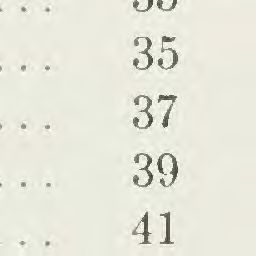 . . .
. . . 35
. . . 37
. . . 39
. . . 41